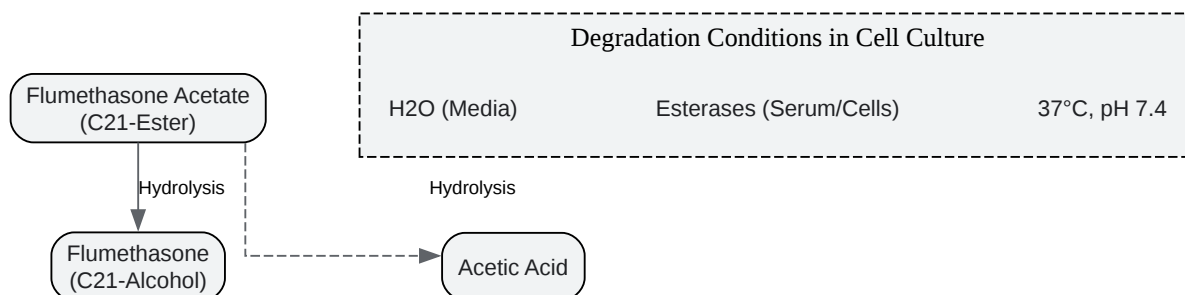 Degradation Conditions in Cell Culture
Flumethasone Acetate
(C21-Ester)
H2O (Media)
Esterases (Serum/Cells)
37°C, pH 7.4
Hydrolysis
Hydrolysis
Flumethasone
(C21-Alcohol)
Acetic Acid